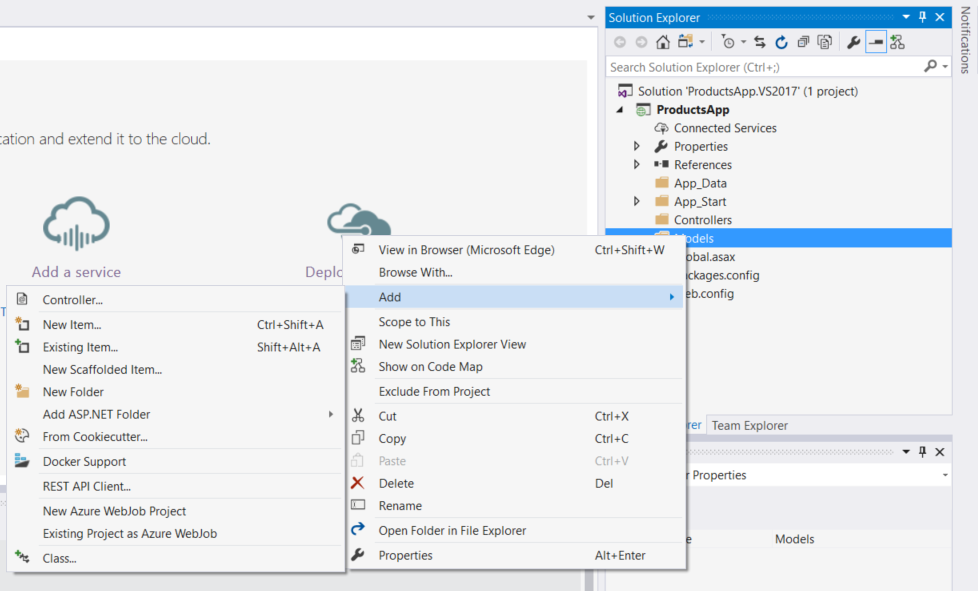 Solution Explorer
Search Solution Explorer (Ctrl+;)
Solution 'ProductsApp.VS2017' (1 project)
ProductsApp
Connected Services
Properties
References
App_Data
App_Start
Controllers
odels
obal.asax
ckages.config
eb.config
Notifications
cation and extend it to the cloud.
Add a service
Deplo
T
View in Browser (Microsoft Edge) Ctrl+Shift+W
Browse With...
Add
Scope to This
New Solution Explorer View
Show on Code Map
Exclude From Project
Cut Ctrl+X
Copy Ctrl+C
Paste Ctrl+V
Delete Del
Rename
Open Folder in File Explorer
Properties Alt+Enter
Controller...
New Item... Ctrl+Shift+A
Existing Item... Shift+Alt+A
New Scaffolded Item...
New Folder
Add ASP.NET Folder
From Cookiecutter...
Docker Support
REST API Client...
New Azure WebJob Project
Existing Project as Azure WebJob
Class...
rer Team Explorer
r Properties
e Models